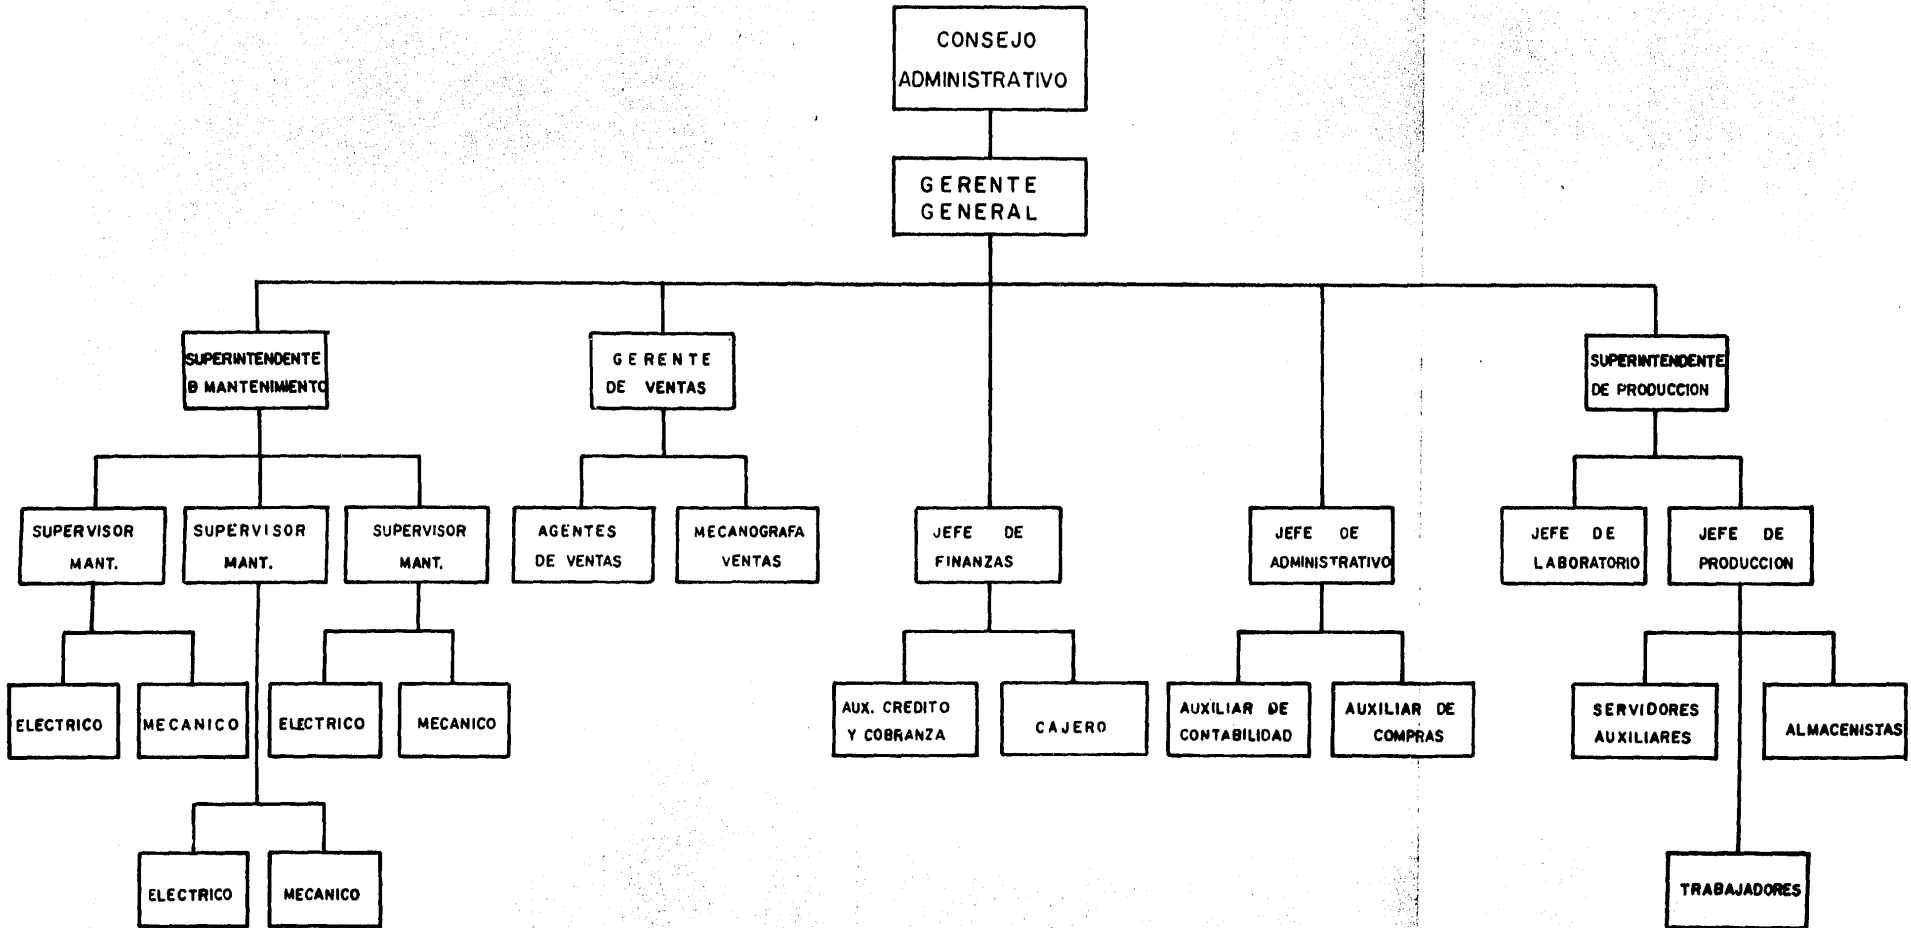 CONSEJO
ADMINISTRATIVO
GERENTE
GENERAL
SUPERINTENDENTE
D MANTENIMIENTO
GERENTE
DE VENTAS
SUPERINTENDENTE
DE PRODUCCION
SUPERVISOR
MANT.
SUPERVISOR
MANT.
SUPERVISOR
MANT.
AGENTES
DE VENTAS
MECANOGRAFA
VENTAS
JEFE DE
FINANZAS
JEFE DE
ADMINISTRATIVO
JEFE DE
LABORATORIO
JEFE DE
PRODUCCION
ELECTRICO
MECANICO
ELECTRICO
MECANICO
AUX. CREDITO
Y COBRANZA
CAJERO
AUXILIAR DE
CONTABILIDAD
AUXILIAR DE
COMPRAS
SERVIDORES
AUXILIARES
ALMACENISTAS
ELECTRICO
MECANICO
TRABAJADORES